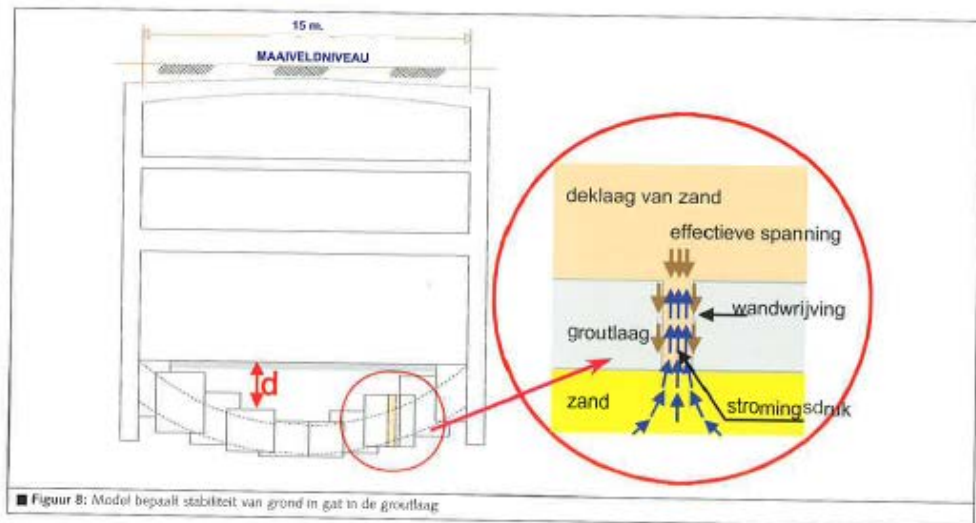 15 m.
MAAIVELDNIVEAU
d
deklaag van zand
effectieve spanning
wandwrijving
groutlaag
zand
stromingsdruk
■ Figuur 8: Model bepaalt stabiliteit van grond in gat in de groutlaag